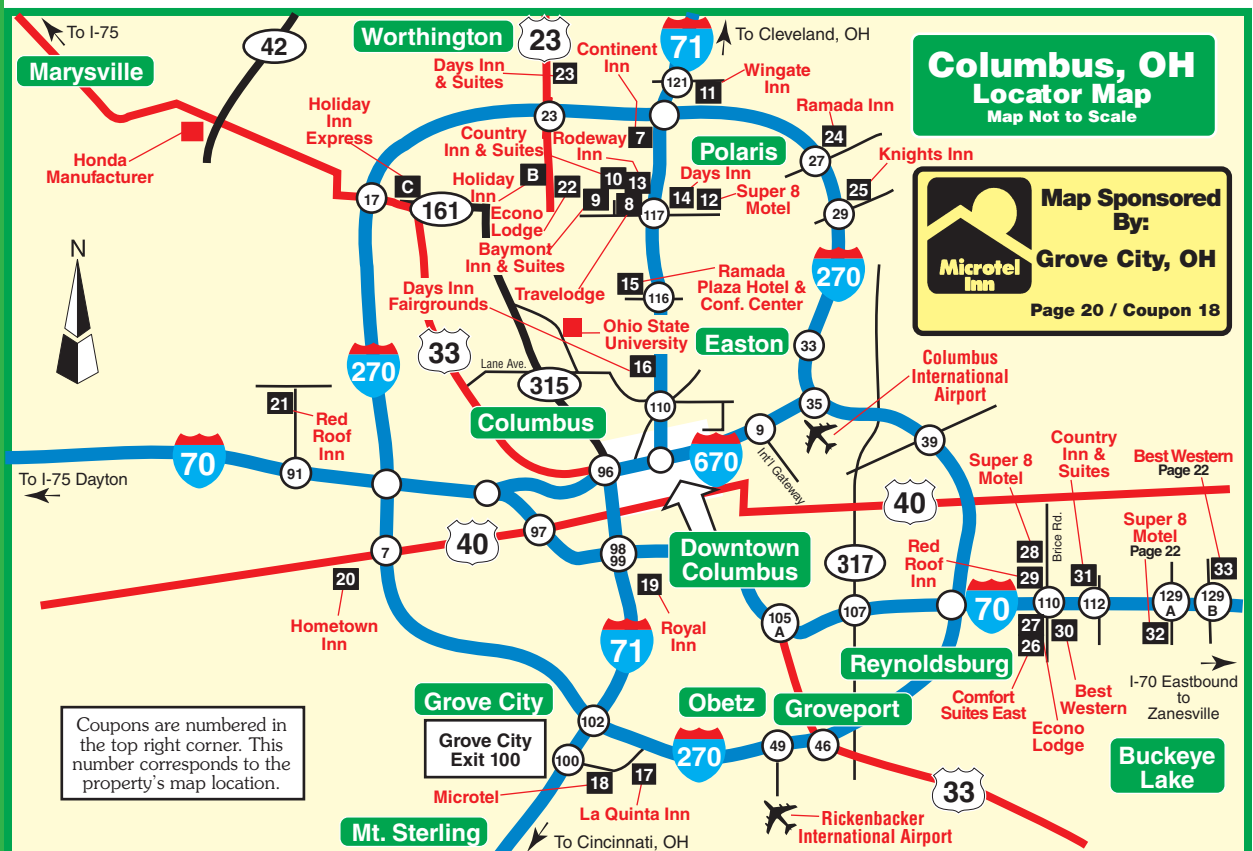 To I-75
Marysville
42
Worthington
23
Continent
Inn
71
To Cleveland, OH
Columbus, OH
Locator Map
Map Not to Scale
Days Inn
& Suites
23
121
11
Wingate
Inn
Holiday
Inn
Express
Honda
Manufacturer
23
Country
Inn & Suites
Rodeway
Inn
7
Ramada Inn
24
Polaris
27
Knights Inn
25
C
17
161
Holiday
Inn
B
22
Econo
Lodge
10
13
9
8
117
Days Inn
14
12
Super 8
Motel
29
Baymont
Inn & Suites
Map Sponsored
By:
Grove City, OH
Microtel
Inn
Page 20 / Coupon 18
N
Days Inn
Fairgrounds
Travelodge
15
116
Ramada
Plaza Hotel &
Conf. Center
270
33
Ohio State
University
Easton
33
270
Lane Ave.
315
16
Columbus
International
Airport
21
Red
Roof
Inn
Columbus
110
35
9
39
70
To I-75 Dayton
91
96
670
Int'l Gateway
40
Super 8
Motel
Country
Inn &
Suites
Best Western
Page 22
Super 8
Motel
Page 22
40
97
98
99
7
Downtown
Columbus
317
Red
Roof
Inn
28
29
Brice Rd.
31
33
20
Hometown
Inn
19
Royal
Inn
71
105
A
107
70
110
112
129
A
129
B
27
26
30
32
Reynoldsburg
Comfort
Suites East
Best
Western
Econo
Lodge
I-70 Eastbound
to
Zanesville
Grove City
Grove City
Exit 100
102
100
Obetz
Groveport
270
49
46
Buckeye
Lake
Coupons are numbered in
the top right corner. This
number corresponds to the
property's map location.
Microtel
18
17
La Quinta Inn
33
Mt. Sterling
To Cincinnati, OH
Rickenbacker
International Airport